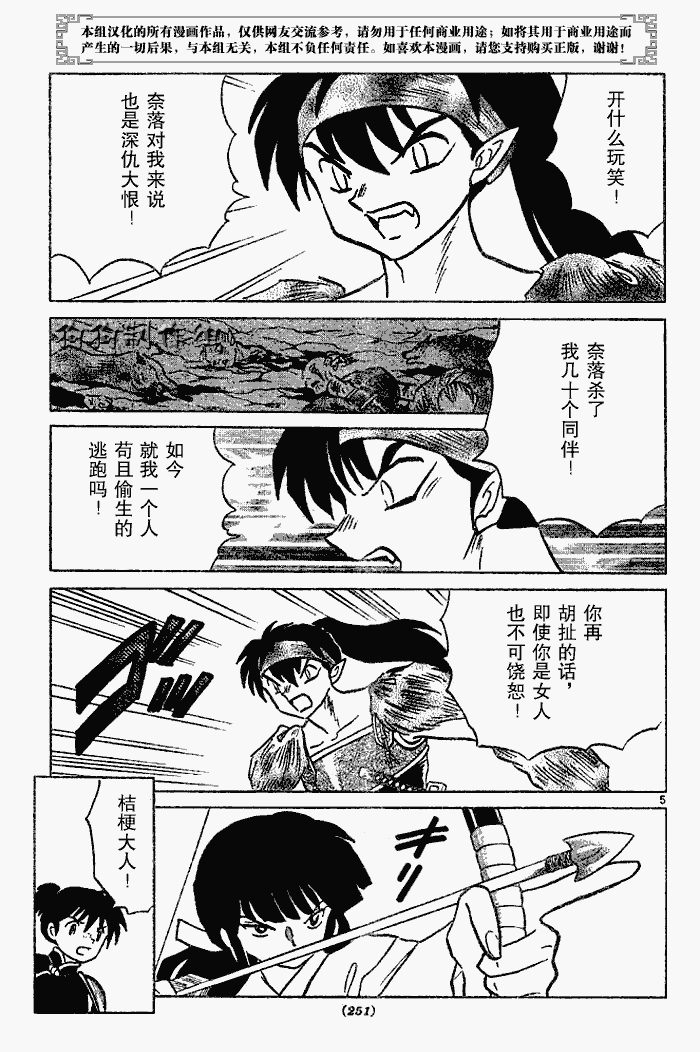 本组汉化的所有漫画作品，仅供网友交流参考，请勿用于任何商业用途；如将其用于商业用途而
产生的一切后果，与本组无关，本组不负任何责任。如喜欢本漫画，请您支持购买正版，谢谢！
开什么玩笑！
奈落对我来说
也是深仇大恨！
奈落杀了
我几十个同伴！
如今
就我一个人
苟且偷生的
逃跑吗！
你再
胡扯的话，
即使你是女人
也不可饶恕！
5
桔梗大人！
(251)